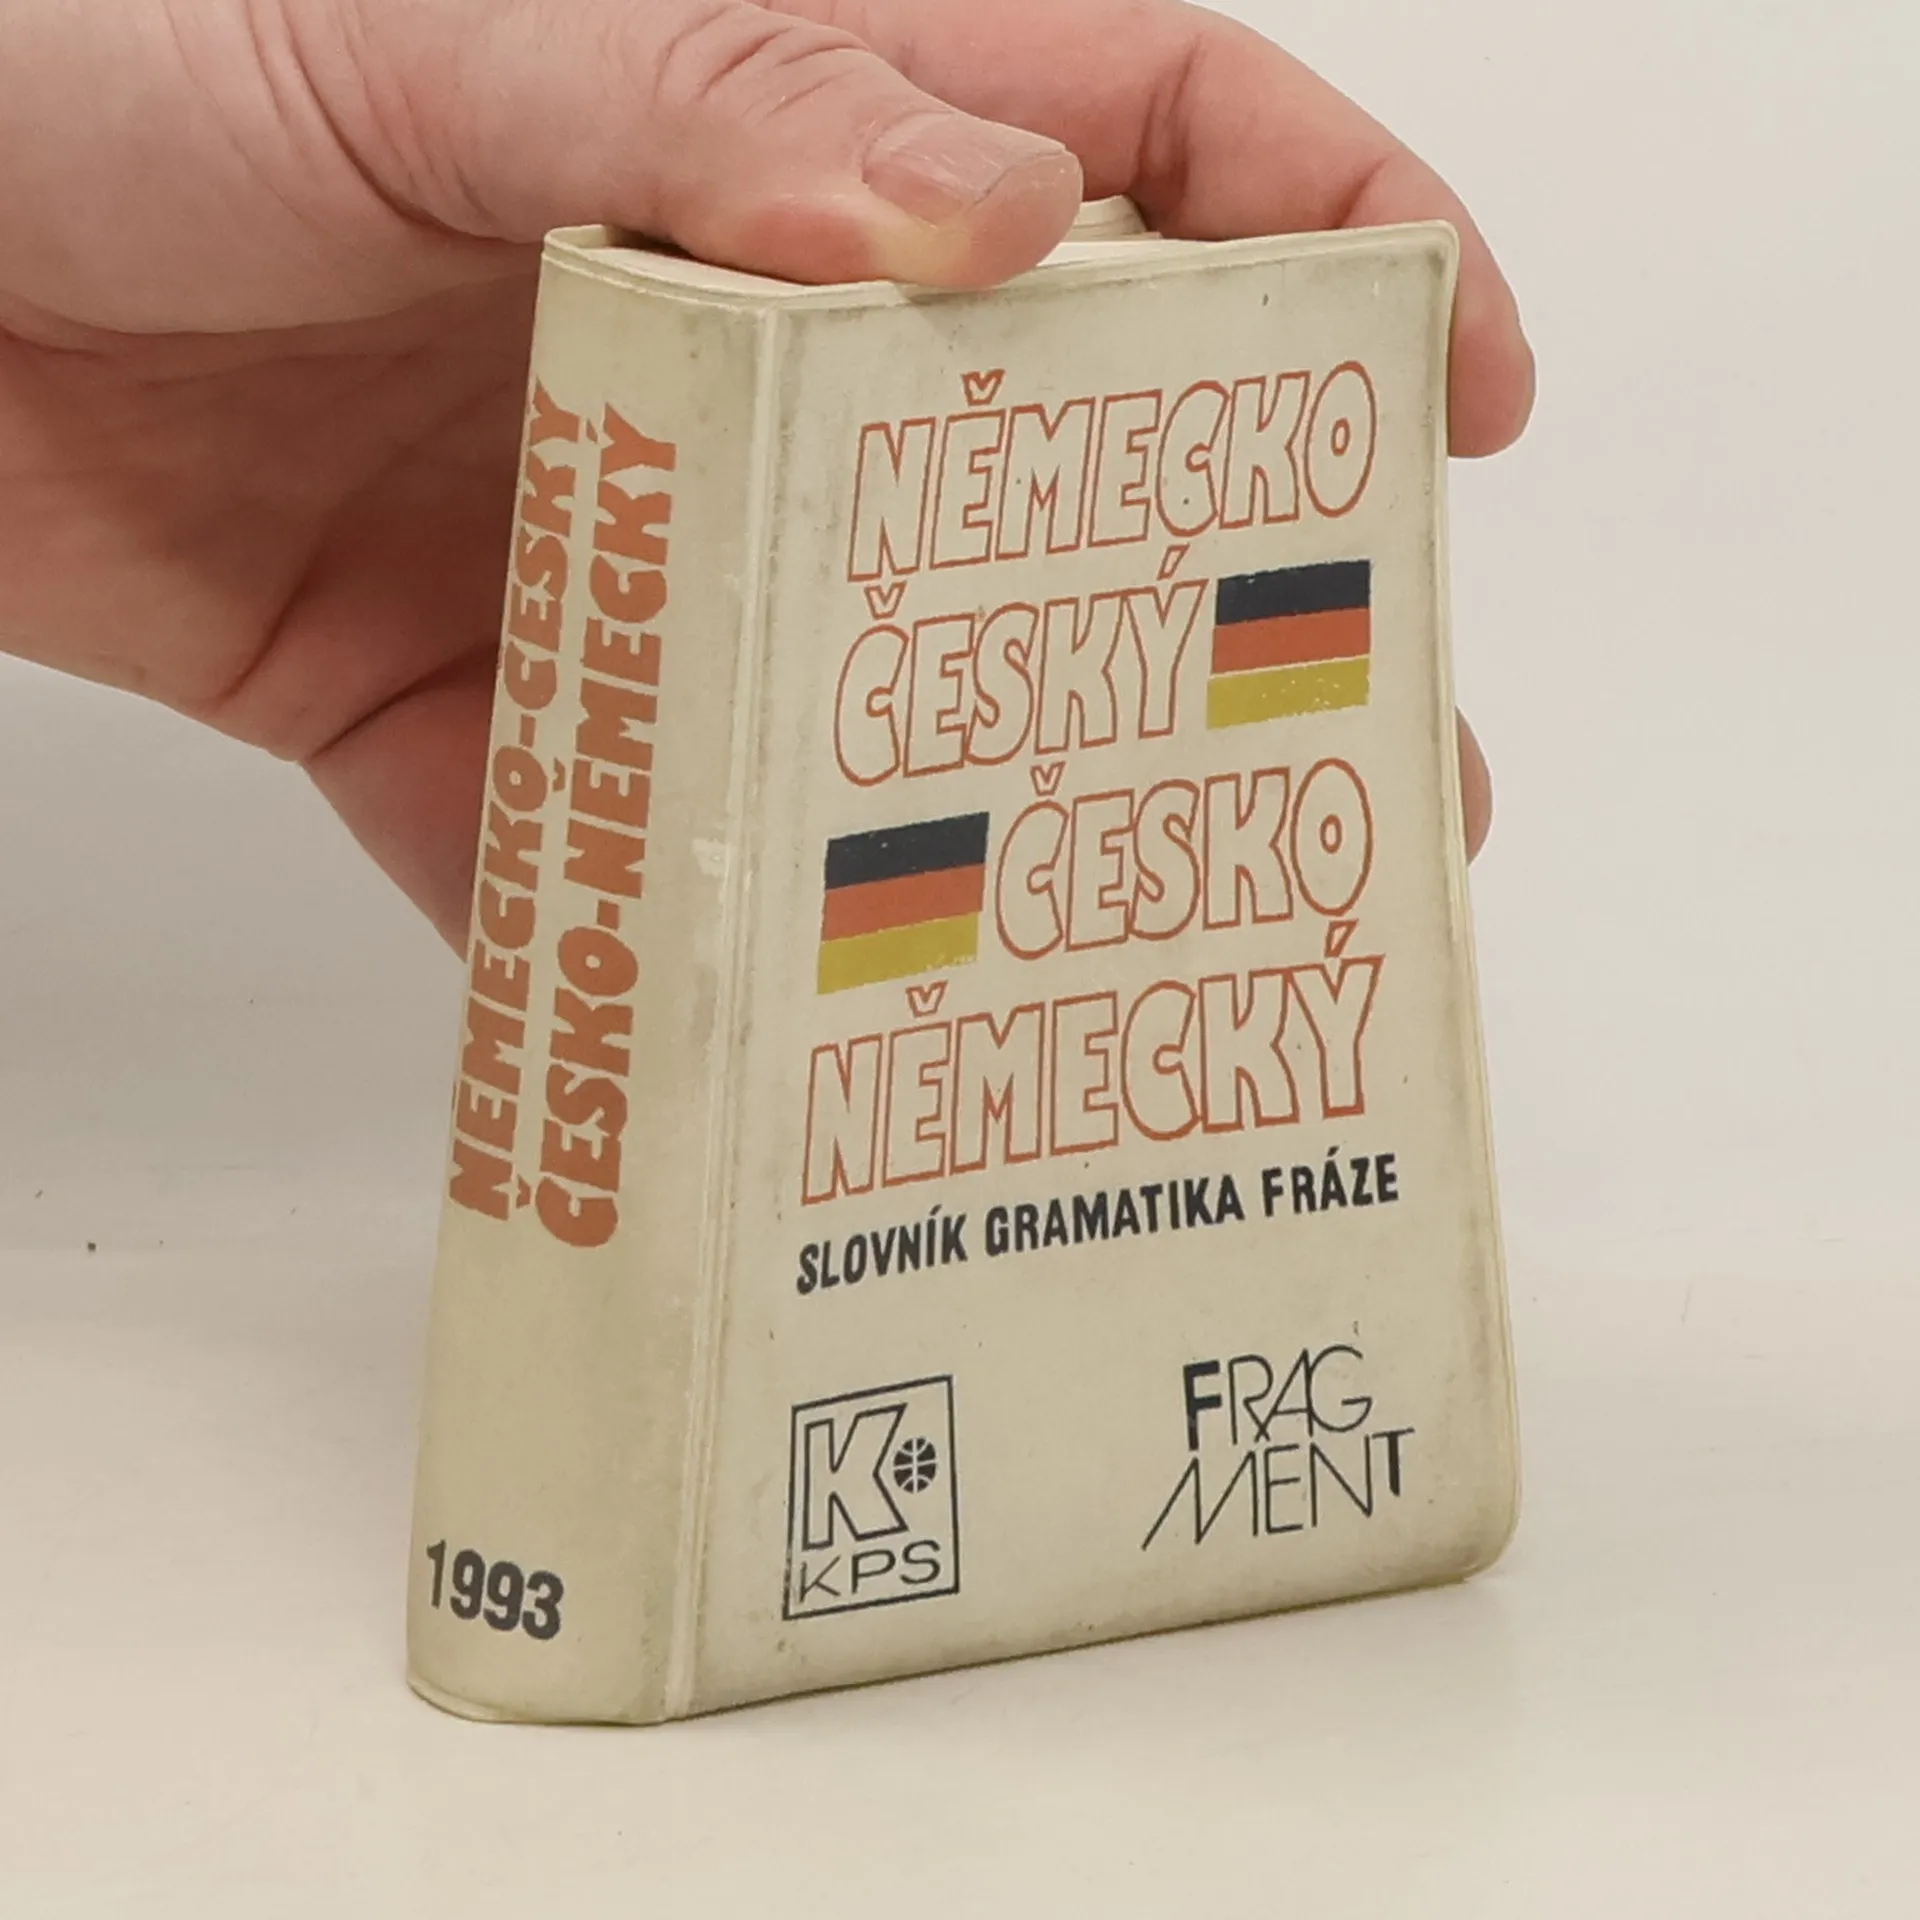 NĚMECKO-ČESKÝ
ČESKO-NĚMECKÝ
1993
NĚMECKO
ČESKÝ
ČESKO
NĚMECKÝ
SLOVNÍK GRAMATIKA FRÁZE
K
KPS
FRAG
MENT